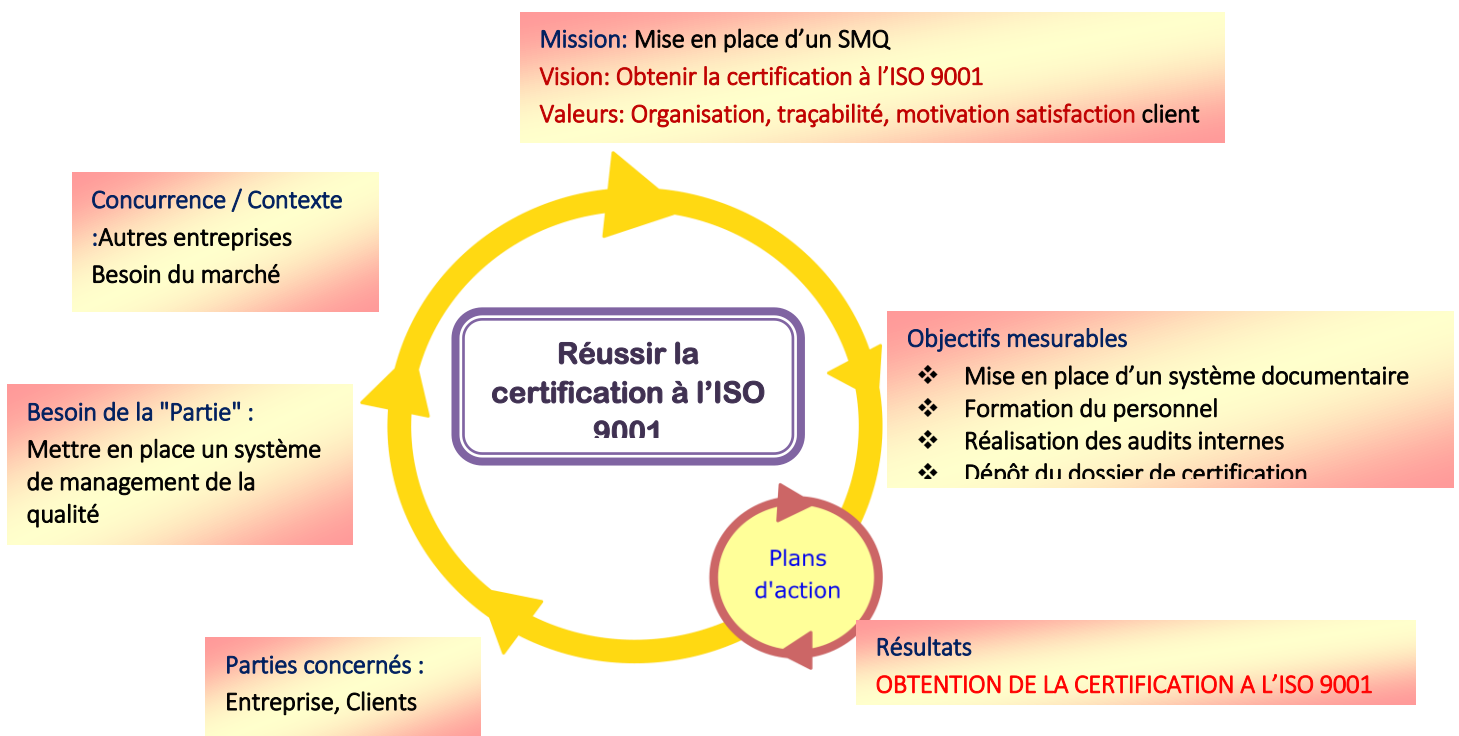 Mission: Mise en place d’un SMQ
Vision: Obtenir la certification à l’ISO 9001
Valeurs: Organisation, traçabilité, motivation satisfaction client
Concurrence / Contexte
:Autres entreprises
Besoin du marché
Réussir la
certification à l’ISO
9001
Objectifs mesurables
❖ Mise en place d’un système documentaire
❖ Formation du personnel
❖ Réalisation des audits internes
❖ Dépôt du dossier de certification
Besoin de la "Partie" :
Mettre en place un système
de management de la
qualité
Plans
d'action
Parties concernés :
Entreprise, Clients
Résultats
OBTENTION DE LA CERTIFICATION A L’ISO 9001